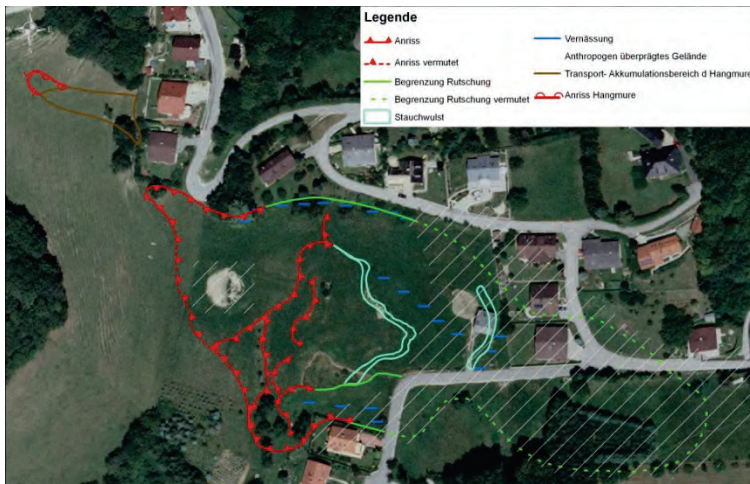 Legende
Anriss
Anriss vermutet
Begrenzung Rutschung
Begrenzung Rutschung vermutet
Stauchwulst
Vernässung
Anthropogen überprägtes Gelände
Transport- Akkumulationsbereich d Hangmure
Anriss Hangmure